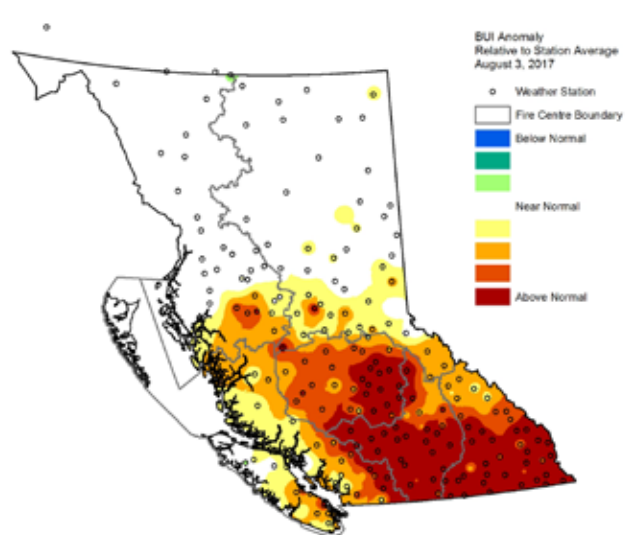 BUI Anomaly
Relative to Station Average
August 3, 2017
Weather Station
Fire Centre Boundary
Below Normal
Near Normal
Above Normal